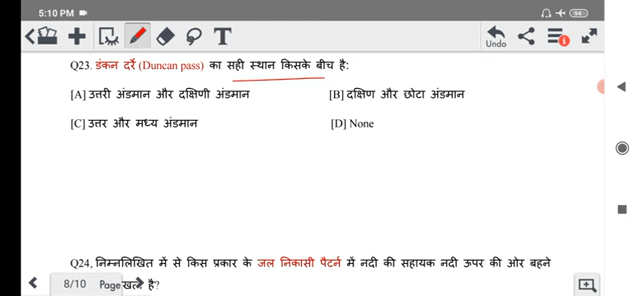 5:10 PM
94
Undo
Q23. डंकन दर्रे (Duncan pass) का सही स्थान किसके बीच है:
[A] उत्तरी अंडमान और दक्षिणी अंडमान [B] दक्षिण और छोटा अंडमान
[C] उत्तर और मध्य अंडमान [D] None
Q24, निम्नलिखित में से किस प्रकार के जल निकासी पैटर्न में नदी की सहायक नदी ऊपर की ओर बहने
8/10 Page है?